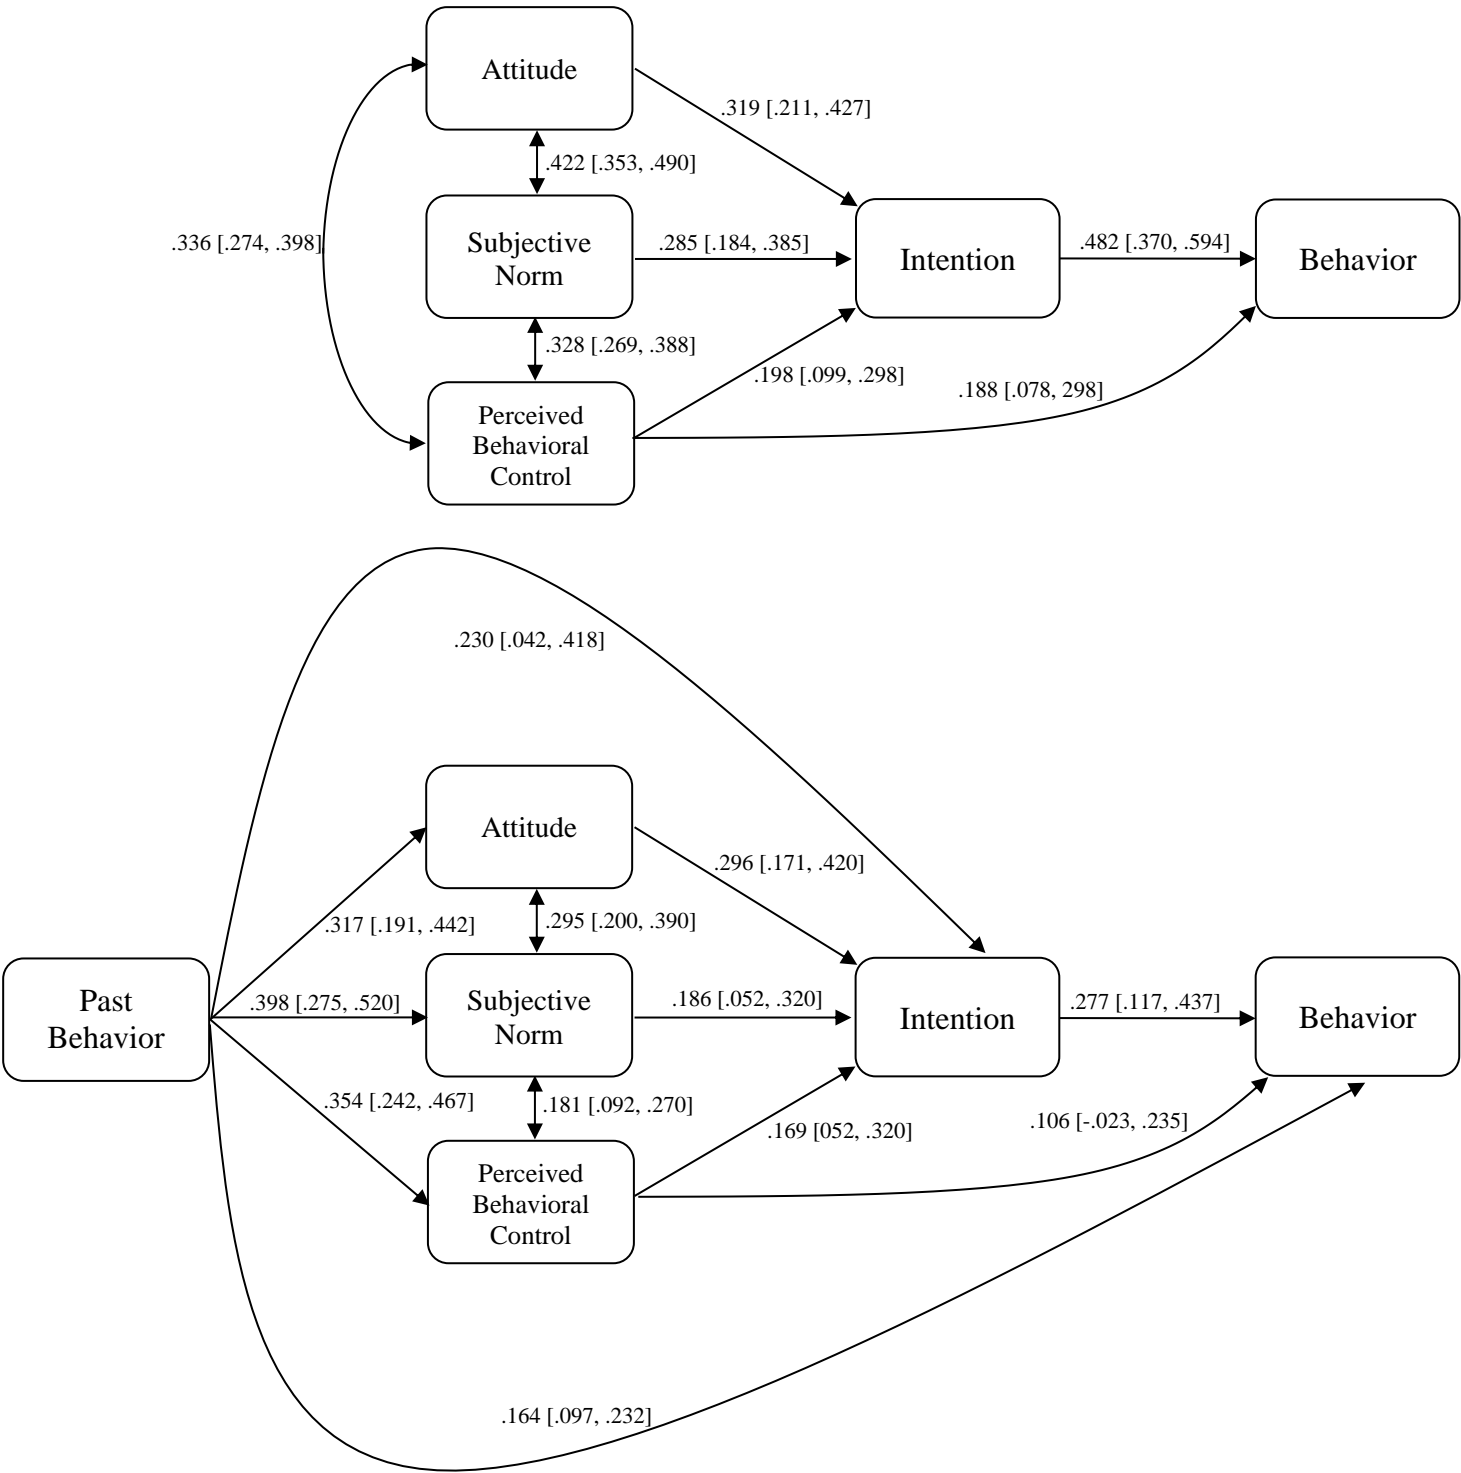 Attitude
.319 [.211, .427]
.422 [.353, .490]
.336 [.274, .398]
Subjective
Norm
.285 [.184, .385]
Intention
.482 [.370, .594]
Behavior
.328 [.269, .388]
.198 [.099, .298]
.188 [.078, 298]
Perceived
Behavioral
Control
.230 [.042, .418]
Attitude
.296 [.171, .420]
.317 [.191, .442]
.295 [.200, .390]
Past
Behavior
.398 [.275, .520]
Subjective
Norm
.186 [.052, .320]
Intention
.277 [.117, .437]
Behavior
.354 [.242, .467]
.181 [.092, .270]
.169 [052, .320]
.106 [-.023, .235]
Perceived
Behavioral
Control
.164 [.097, .232]